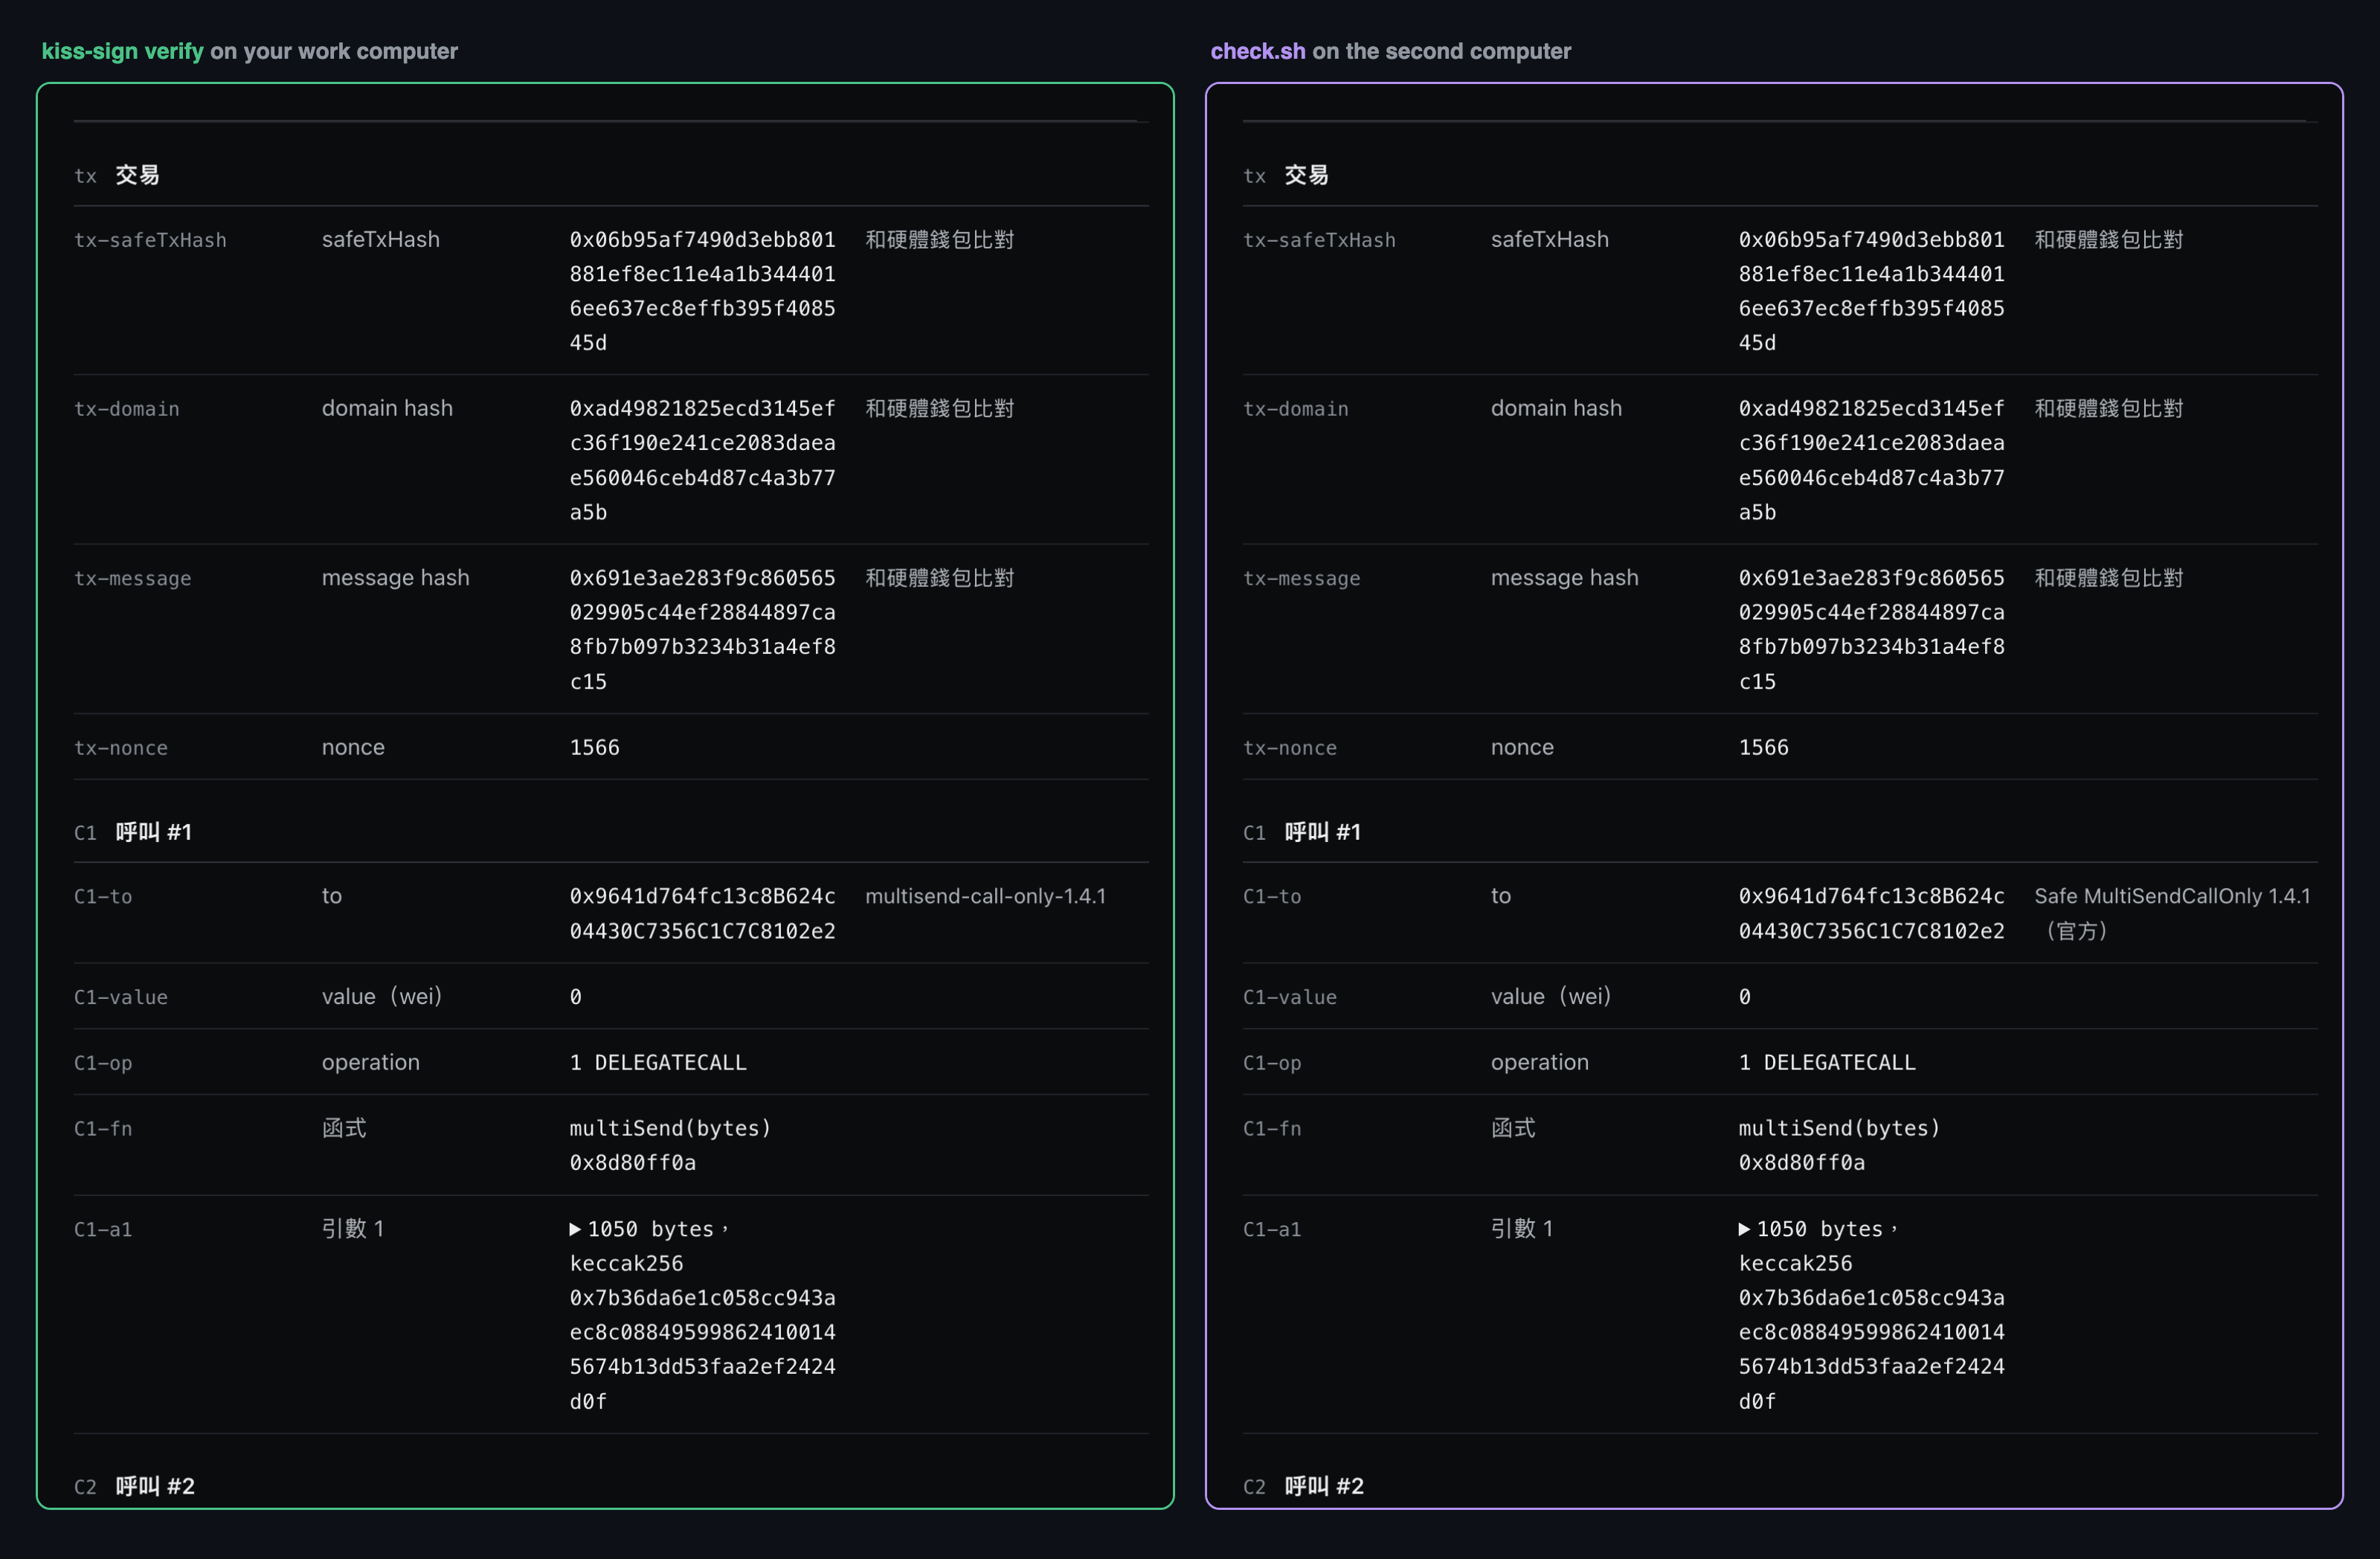 kiss-sign verify on your work computer
tx 交易
tx-safeTxHash safeTxHash 0x06b95af7490d3ebb801 和硬體錢包比對
881ef8ec11e4a1b344401
6ee637ec8effb395f4085
45d
tx-domain domain hash 0xad49821825ecd3145ef 和硬體錢包比對
c36f190e241ce2083daea
e560046ceb4d87c4a3b77
a5b
tx-message message hash 0x691e3ae283f9c860565 和硬體錢包比對
029905c44ef28844897ca
8fb7b097b3234b31a4ef8
c15
tx-nonce nonce 1566
C1 呼叫 #1
C1-to to 0x9641d764fc13c8B624c multisend-call-only-1.4.1
04430C7356C1C7C8102e2
C1-value value（wei） 0
C1-op operation 1 DELEGATECALL
C1-fn 函式 multiSend(bytes)
0x8d80ff0a
C1-a1 引數 1 ▶ 1050 bytes，
keccak256
0x7b36da6e1c058cc943a
ec8c08849599862410014
5674b13dd53faa2ef2424
d0f
C2 呼叫 #2
check.sh on the second computer
tx 交易
tx-safeTxHash safeTxHash 0x06b95af7490d3ebb801 和硬體錢包比對
881ef8ec11e4a1b344401
6ee637ec8effb395f4085
45d
tx-domain domain hash 0xad49821825ecd3145ef 和硬體錢包比對
c36f190e241ce2083daea
e560046ceb4d87c4a3b77
a5b
tx-message message hash 0x691e3ae283f9c860565 和硬體錢包比對
029905c44ef28844897ca
8fb7b097b3234b31a4ef8
c15
tx-nonce nonce 1566
C1 呼叫 #1
C1-to to 0x9641d764fc13c8B624c Safe MultiSendCallOnly 1.4.1
04430C7356C1C7C8102e2 （官方）
C1-value value（wei） 0
C1-op operation 1 DELEGATECALL
C1-fn 函式 multiSend(bytes)
0x8d80ff0a
C1-a1 引數 1 ▶ 1050 bytes，
keccak256
0x7b36da6e1c058cc943a
ec8c08849599862410014
5674b13dd53faa2ef2424
d0f
C2 呼叫 #2